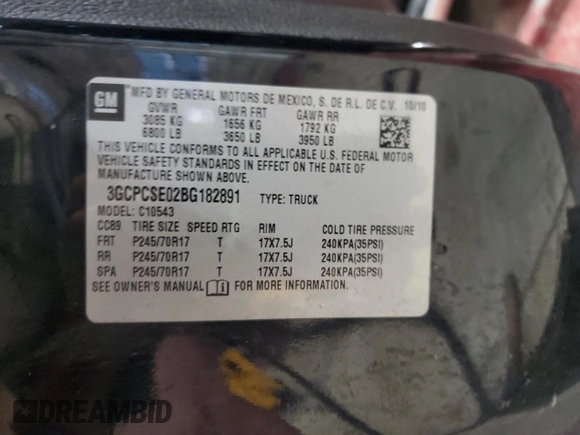 GM
MFD BY GENERAL MOTORS DE MEXICO, S. DE R.L. DE C.V. 10/10
GVWR GAWR FRT GAWR RR
3085 KG 1656 KG 1792 KG
6800 LB 3650 LB 3950 LB
THIS VEHICLE CONFORMS TO ALL APPLICABLE U.S. FEDERAL MOTOR
VEHICLE SAFETY STANDARDS IN EFFECT ON THE DATE OF
MANUFACTURE SHOWN ABOVE.
3GCPCSE02BG182891 TYPE: TRUCK
MODEL: C10543
CC89 TIRE SIZE SPEED RTG RIM COLD TIRE PRESSURE
FRT P245/70R17 T 17X7.5J 240KPA(35PSI)
RR P245/70R17 T 17X7.5J 240KPA(35PSI)
SPA P245/70R17 T 17X7.5J 240KPA(35PSI)
SEE OWNER'S MANUAL FOR MORE INFORMATION.
DREAMBID